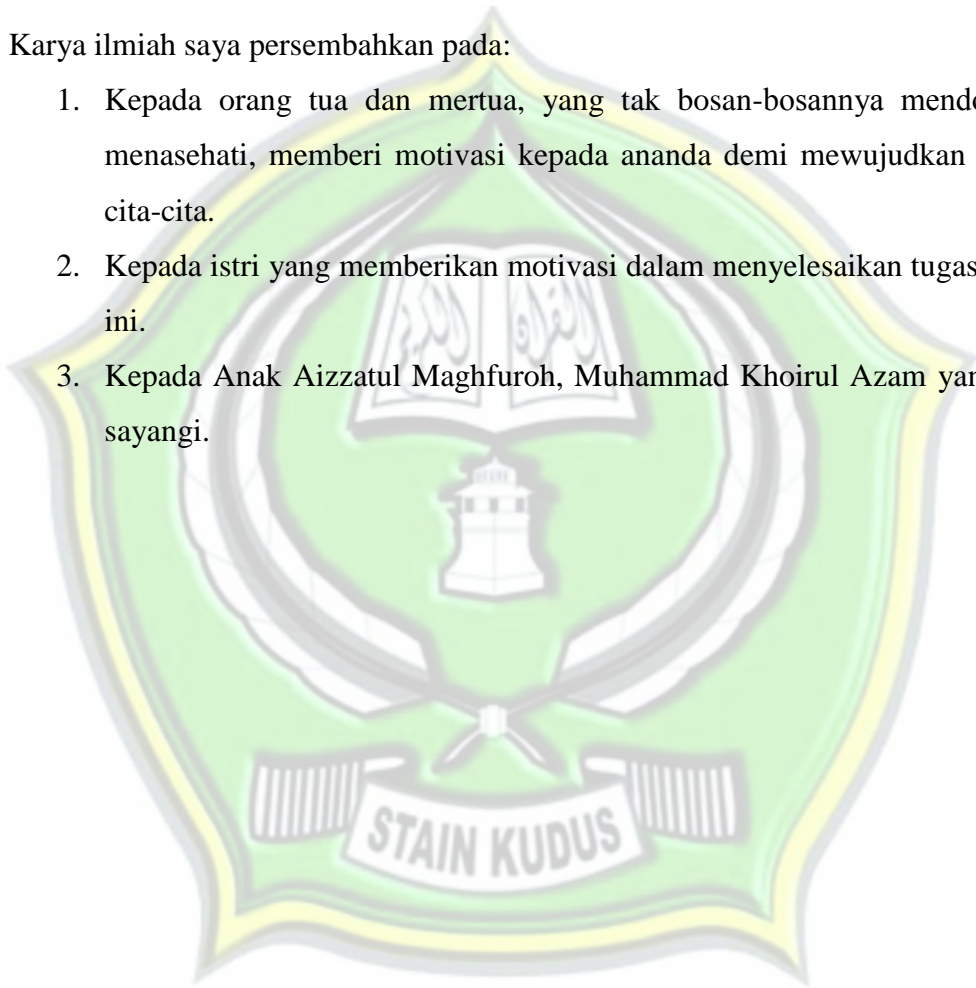 Karya ilmiah saya persembahkan pada:
1. Kepada orang tua dan mertua, yang tak bosan-bosannya
menasehati, memberi motivasi kepada ananda demi mewujudkan
cita-cita.
2. Kepada istri yang memberikan motivasi dalam menyelesaikan tugas
ini.
3. Kepada Anak Aizzatul Maghfuroh, Muhammad Khoirul Azam
sayangi.
STAIN KUDUS